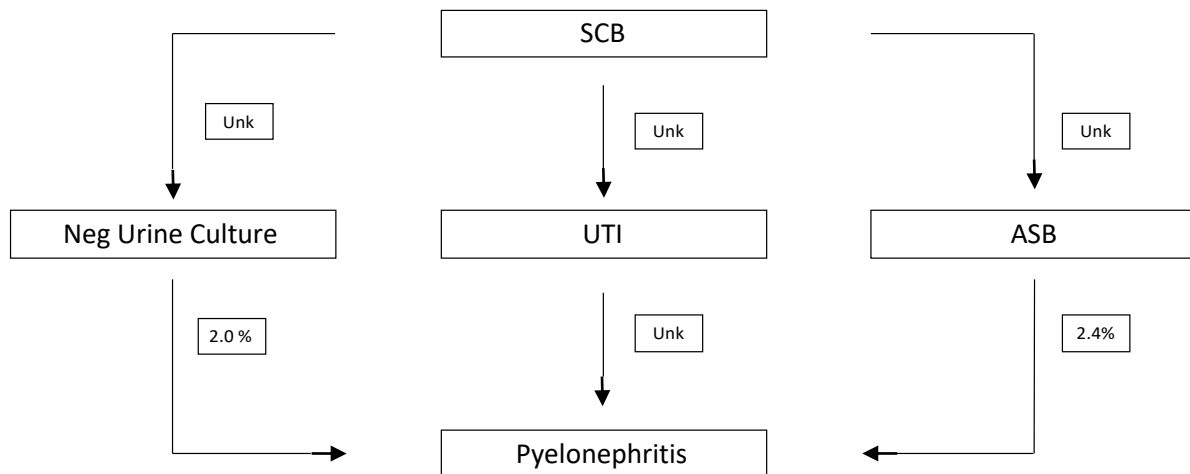 SCB
Unk
Unk
Unk
Neg Urine Culture
UTI
ASB
2.0 %
Unk
2.4%
Pyelonephritis